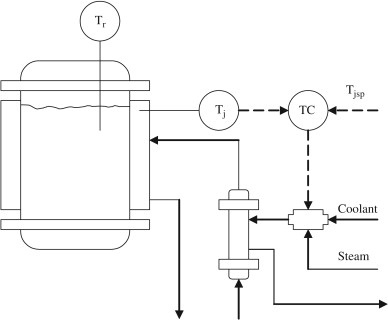 Tr
Tj
TC
Tjsp
Coolant
Steam